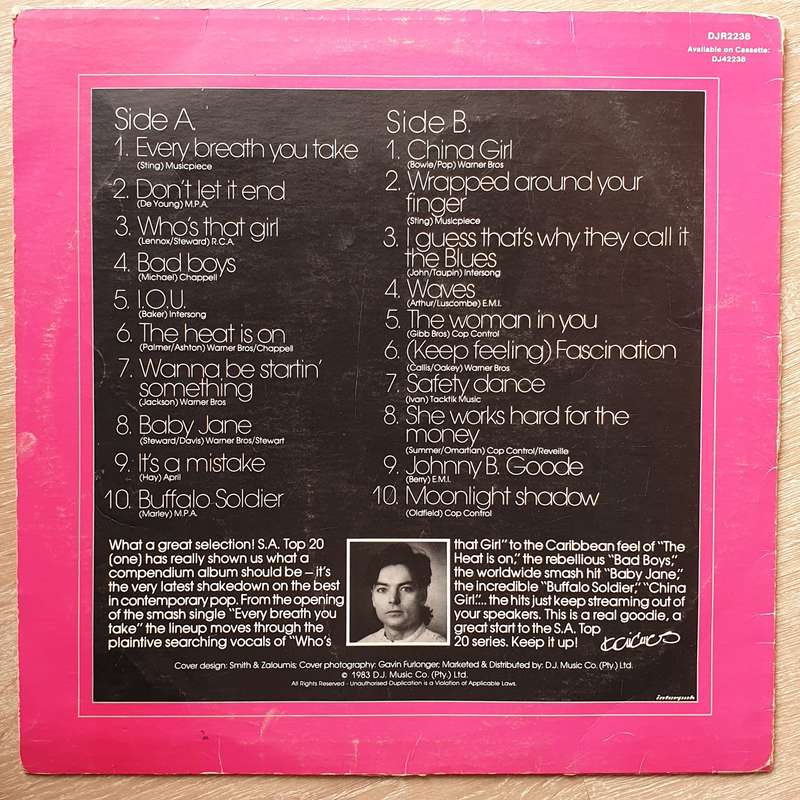 DJR2238
Available on Cassette:
DJ42238
Side A.
1. Every breath you take
(Sting) Musicpiece
2. Don't let it end
(De Young) M.P.A.
3. Who's that girl
(Lennox/Steward) R.C.A.
4. Bad boys
(Michael) Chappell
5. I.O.U.
(Baker) Intersong
6. The heat is on
(Palmer/Ashton) Warner Bros/Chappell
7. Wanna be startin'
something
(Jackson) Warner Bros
8. Baby Jane
(Steward/Davis) Warner Bros/Stewart
9. It's a mistake
(Hay) April
10. Buffalo Soldier
(Marley) M.P.A.
Side B.
1. China Girl
(Bowie/Pop) Warner Bros
2. Wrapped around your
finger
(Sting) Musicpiece
3. I guess that's why they call it
the Blues
(John/Taupin) Intersong
4. Waves
(Arthur/Luscombe) E.M.I.
5. The woman in you
(Gibb Bros) Cop Control
6. (Keep feeling) Fascination
(Callis/Oakey) Warner Bros
7. Safety dance
(Ivan) Tacktik Music
8. She works hard for the
money
(Summer/Omartian) Cop Control/Reveille
9. Johnny B. Goode
(Berry) E.M.I.
10. Moonlight shadow
(Oldfield) Cop Control
What a great selection! S.A. Top 20
(one) has really shown us what a
compendium album should be – it's
the very latest shakedown on the best
in contemporary pop. From the opening
of the smash single "Every breath you
take" the lineup moves through the
plaintive searching vocals of "Who's
that Girl" to the Caribbean feel of "The
Heat is on," the rebellious "Bad Boys,"
the worldwide smash hit "Baby Jane,"
the incredible "Buffalo Soldier," "China
Girl"... the hits just keep streaming out of
your speakers. This is a real goodie, a
great start to the S.A. Top
20 series. Keep it up!
Cover design: Smith & Zaloumis; Cover photography: Gavin Furlonger; Marketed & Distributed by: D.J. Music Co. (Pty.) Ltd.
© 1983 D.J. Music Co. (Pty.) Ltd.
All Rights Reserved - Unauthorised Duplication is a Violation of Applicable Laws.
interpak